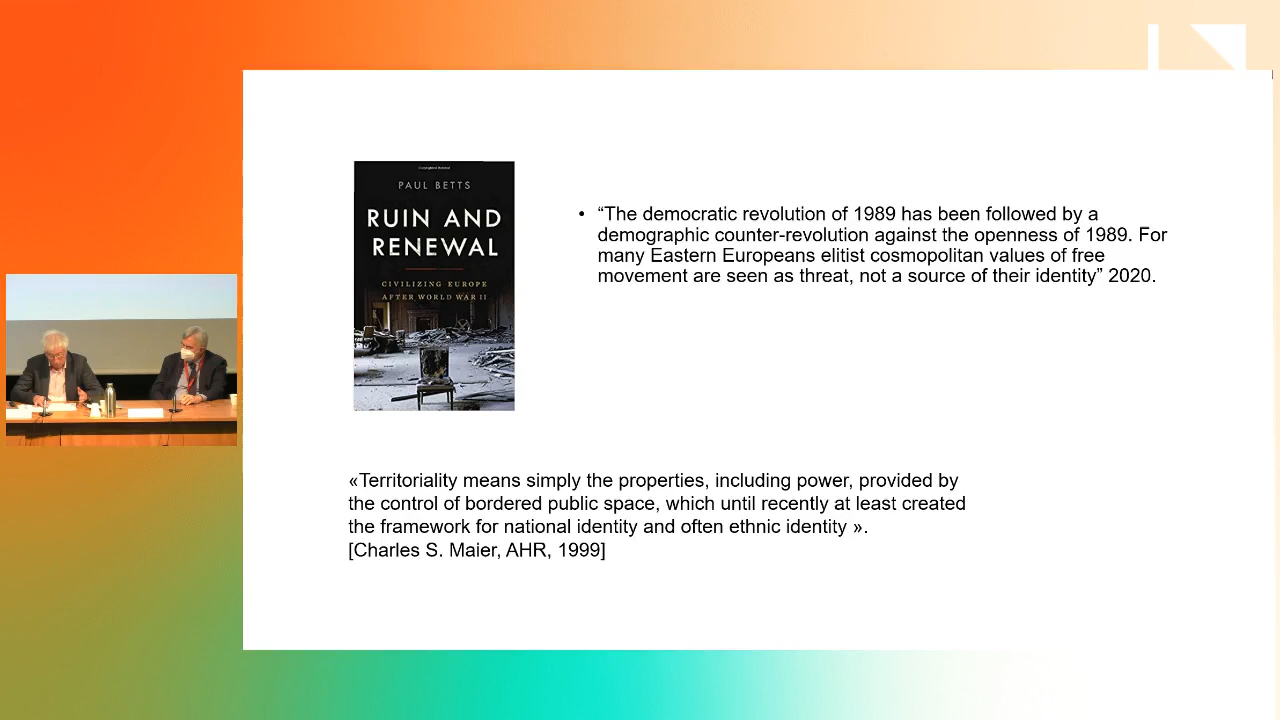 PAUL BETTS
RUIN AND
RENEWAL
CIVILIZING EUROPE
AFTER WORLD WAR II
• “The democratic revolution of 1989 has been followed by a
demographic counter-revolution against the openness of 1989. For
many Eastern Europeans elitist cosmopolitan values of free
movement are seen as threat, not a source of their identity” 2020.
«Territoriality means simply the properties, including power, provided by
the control of bordered public space, which until recently at least created
the framework for national identity and often ethnic identity ».
[Charles S. Maier, AHR, 1999]